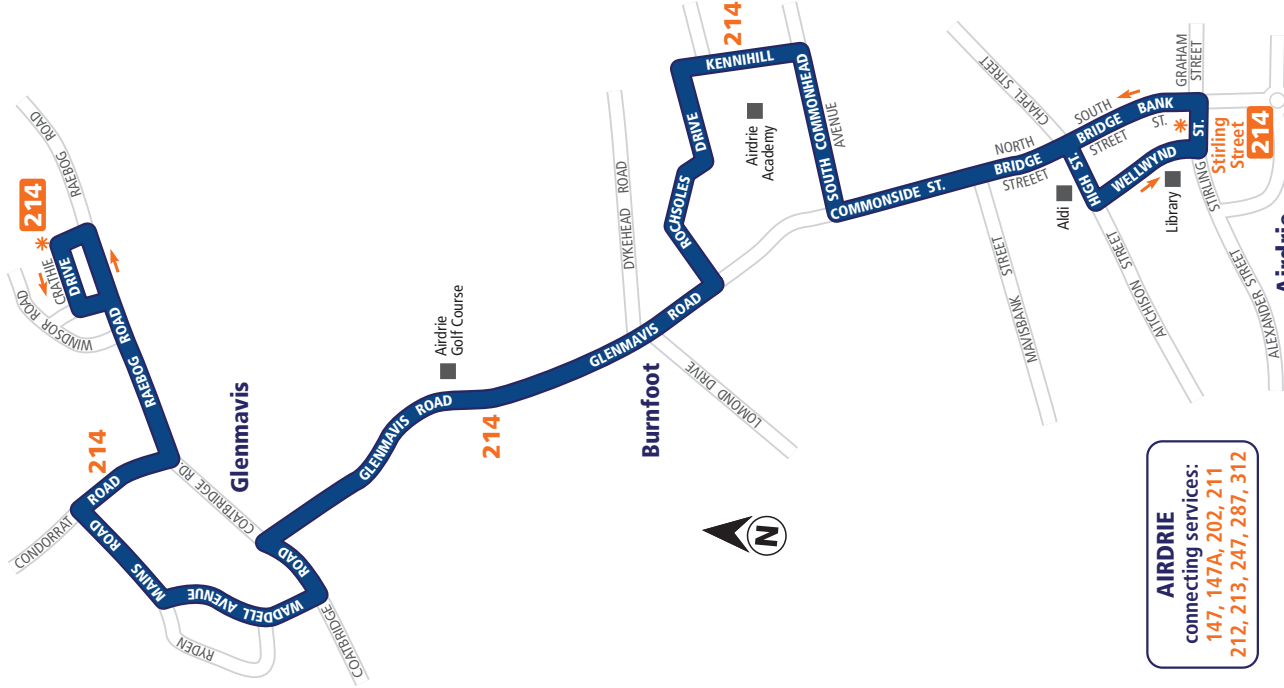 RAEBOG ROAD
214
CRATHIE
DRIVE
WINDSOR ROAD
RAEBOG ROAD
214
CONDORRAT
ROAD
MAINS ROAD
COATBRIDGE RD
Glenmavis
WADDELL AVENUE
RYDEN
ROAD
COATBRIDGE
GLENMAVIS ROAD
Airdrie
Golf Course
214
GLENMAVIS ROAD
DYKEHEAD ROAD
Burnfoot
LOMOND DRIVE
ROCHSOLES
DRIVE
214
KENNIHILL
Airdrie
Academy
SOUTH COMMONHEAD
AVENUE
COMMONSIDE ST.
CHAPEL STREET
NORTH
BRIDGE
STREEET
SOUTH
BRIDGE
STREET
BANK
ST.
HIGH ST.
WELLWYND
GRAHAM
STREET
ST.
STIRLING
Stirling
Street
214
Aldi
Library
MAVISBANK STREET
AITCHISON STREET
ALEXANDER STREET
N
AIRDRIE
connecting services:
147, 147A, 202, 211
212, 213, 247, 287, 312